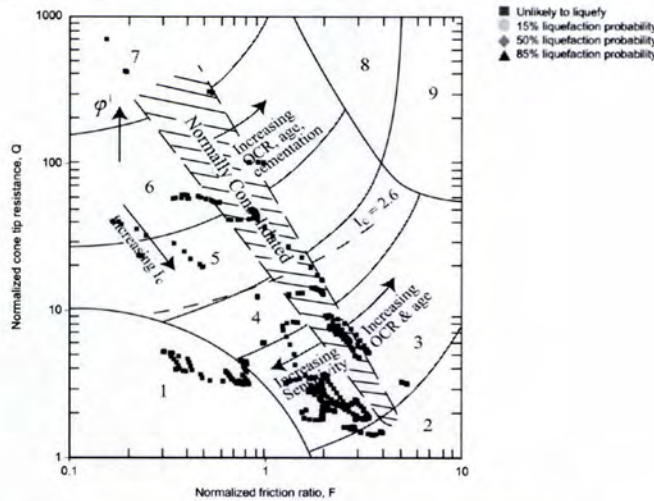 Unlikely to liquefy
15% liquefaction probability
50% liquefaction probability
85% liquefaction probability
1000
100
10
1
Normalized cone tip resistance, Q
7
8
9
φ'
Increasing
OCR, age,
cementation
Normally Consolidated
6
Increasing Ic
5
Ic = 2.6
4
Increasing
OCR & age
3
Increasing
Sensitivity
1
2
0.1
1
10
Normalized friction ratio, F